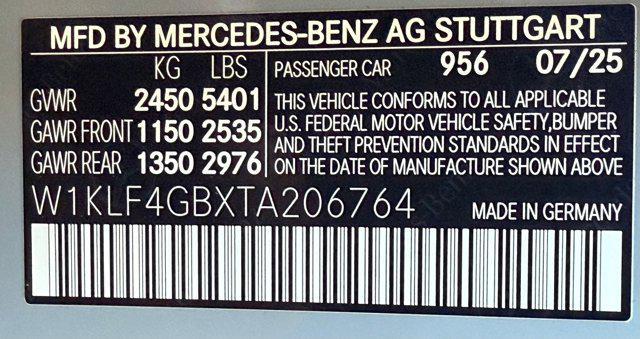 MFD BY MERCEDES-BENZ AG STUTTGART
KG LBS
GVWR 2450 5401
GAWR FRONT 1150 2535
GAWR REAR 1350 2976
PASSENGER CAR 956 07/25
THIS VEHICLE CONFORMS TO ALL APPLICABLE
U.S. FEDERAL MOTOR VEHICLE SAFETY,BUMPER
AND THEFT PREVENTION STANDARDS IN EFFECT
ON THE DATE OF MANUFACTURE SHOWN ABOVE
W1KLF4GBXTA206764
MADE IN GERMANY